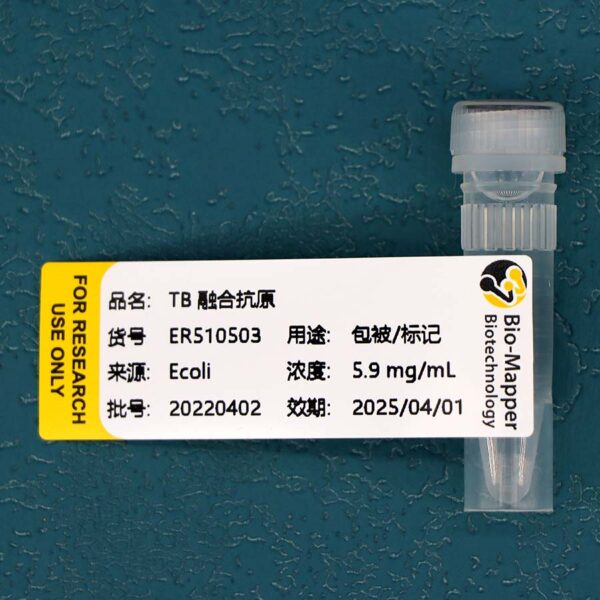 FOR RESEARCH
USE ONLY
品名: TB 融合抗原
货号 ER510503 用途: 包被/标记
来源: Ecoli 浓度: 5.9 mg/mL
批号: 20220402 效期: 2025/04/01
Bio-Mapper
Biotechnology